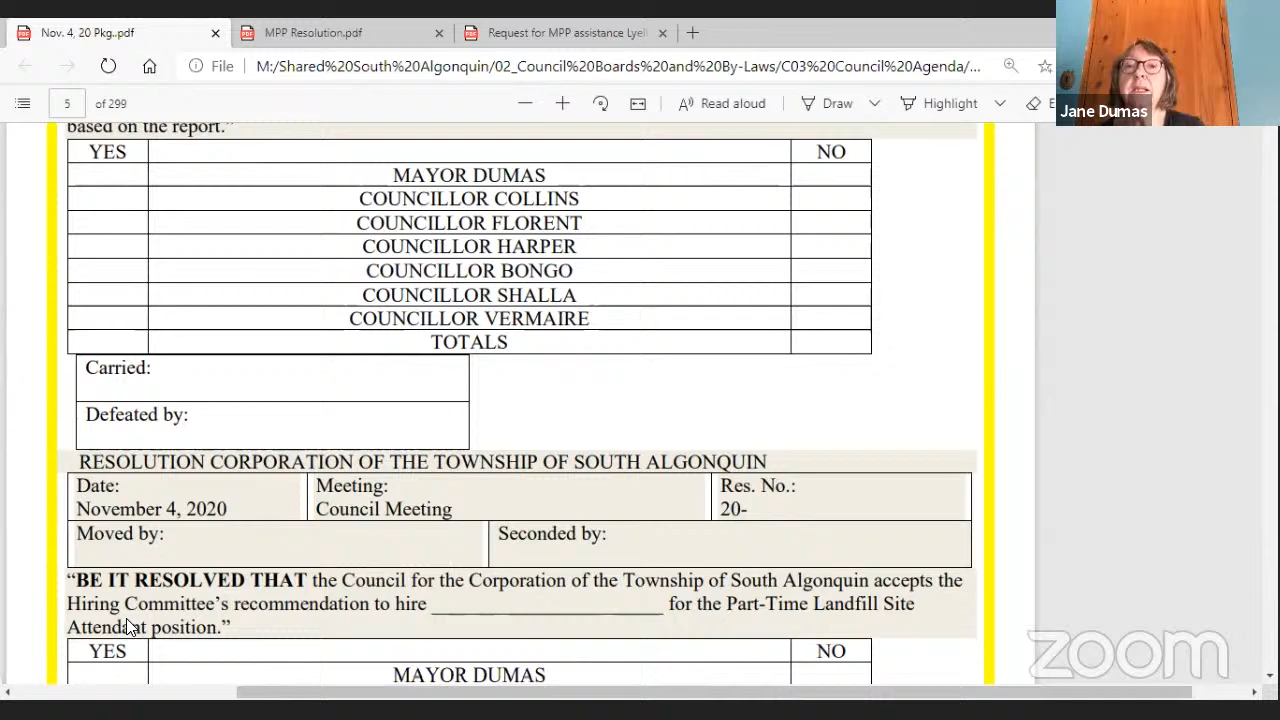 Nov. 4, 20 Pkg..pdf
MPP Resolution.pdf
Request for MPP assistance Lyell
File
M:/Shared%20South%20Algonquin/02_Council%20Boards%20and%20By-Laws/C03%20Council%20Agenda/...
5 of 299
Read aloud
Draw
Highlight
Jane Dumas
based on the report.”
YES NO
MAYOR DUMAS
COUNCILLOR COLLINS
COUNCILLOR FLORENT
COUNCILLOR HARPER
COUNCILLOR BONGO
COUNCILLOR SHALLA
COUNCILLOR VERMAIRE
TOTALS
Carried:
Defeated by:
RESOLUTION CORPORATION OF THE TOWNSHIP OF SOUTH ALGONQUIN
Date: Meeting: Res. No.:
November 4, 2020 Council Meeting 20-
Moved by: Seconded by:
“BE IT RESOLVED THAT the Council for the Corporation of the Township of South Algonquin accepts the
Hiring Committee’s recommendation to hire ______________________ for the Part-Time Landfill Site
Attendant position.”
YES NO
MAYOR DUMAS
zoom